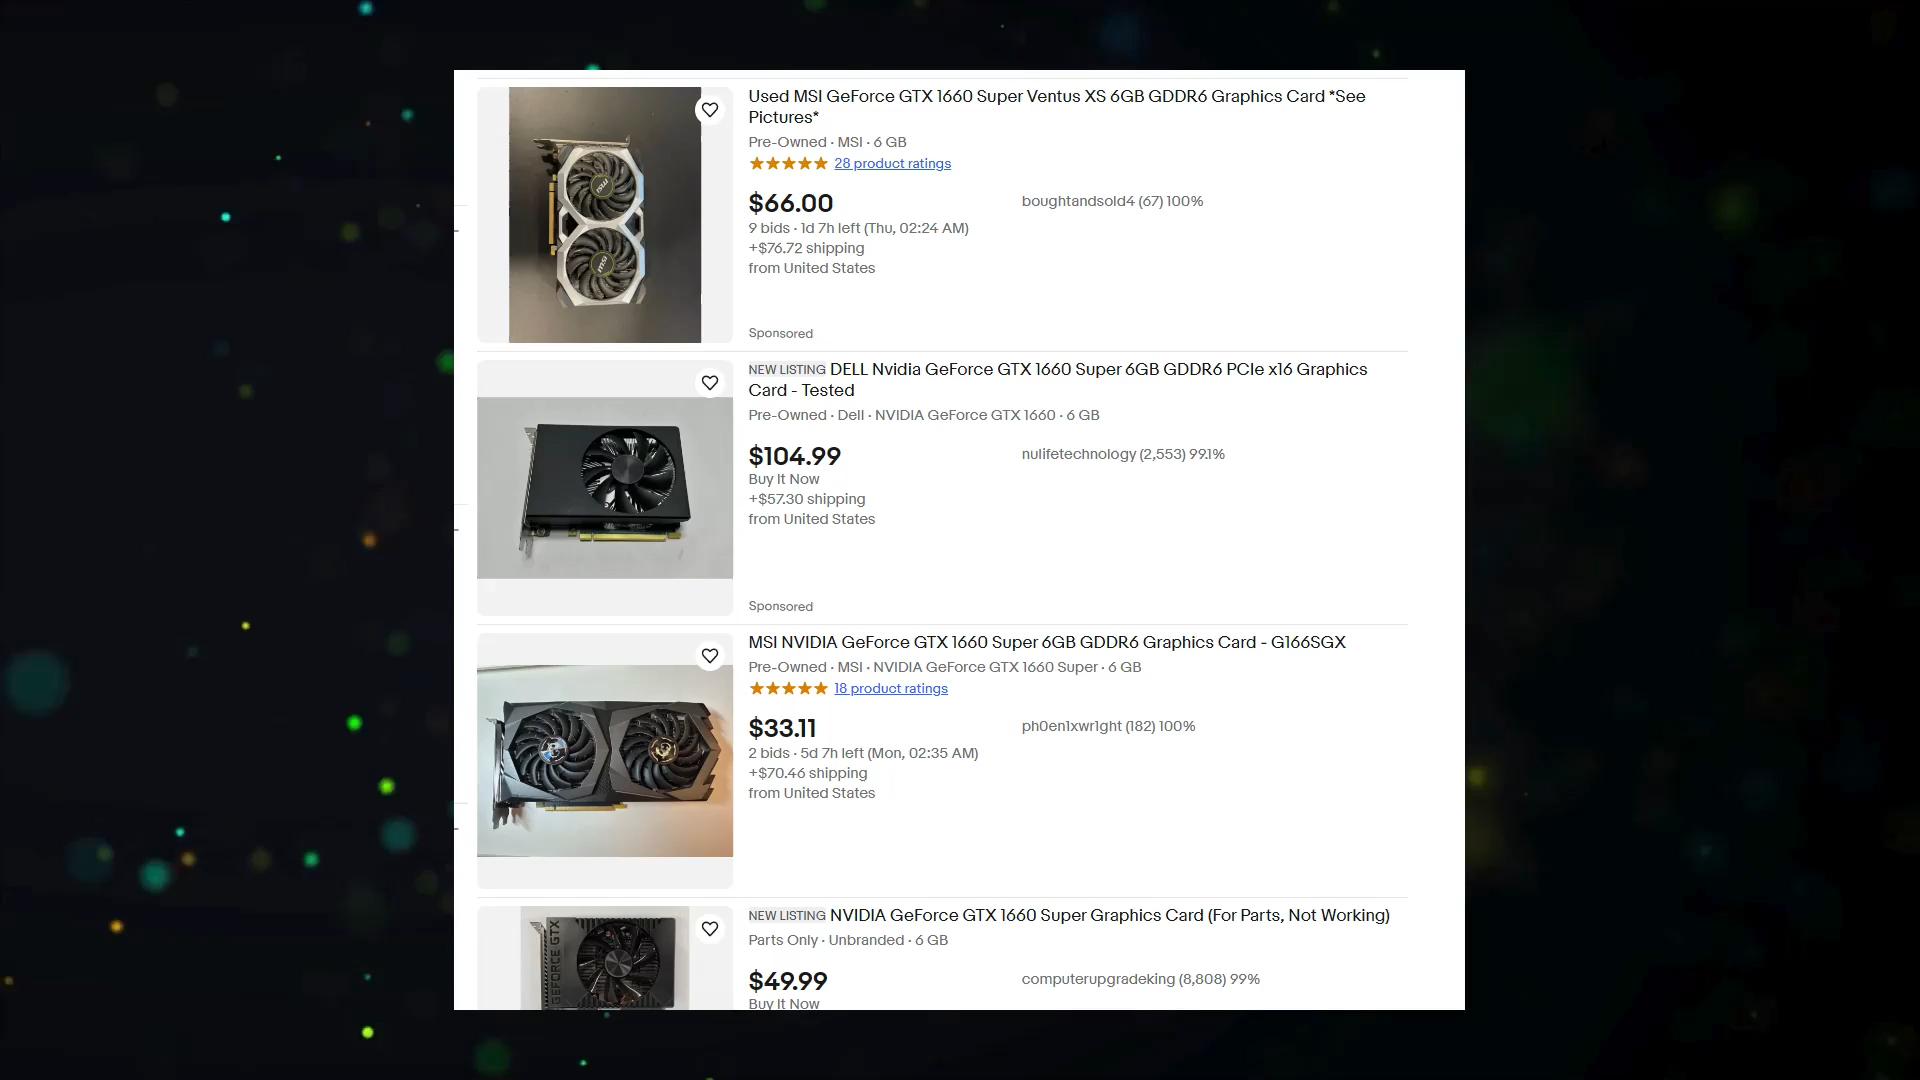 Used MSI GeForce GTX 1660 Super Ventus XS 6GB GDDR6 Graphics Card *See
Pictures*
Pre-Owned · MSI · 6 GB
28 product ratings
$66.00
boughtandsold4 (67) 100%
9 bids · 1d 7h left (Thu, 02:24 AM)
+$76.72 shipping
from United States
Sponsored
NEW LISTING DELL Nvidia GeForce GTX 1660 Super 6GB GDDR6 PCIe x16 Graphics
Card - Tested
Pre-Owned · Dell · NVIDIA GeForce GTX 1660 · 6 GB
$104.99
nulifetechnology (2,553) 99.1%
Buy It Now
+$57.30 shipping
from United States
Sponsored
MSI NVIDIA GeForce GTX 1660 Super 6GB GDDR6 Graphics Card - G166SGX
Pre-Owned · MSI · NVIDIA GeForce GTX 1660 Super · 6 GB
18 product ratings
$33.11
ph0en1xwr1ght (182) 100%
2 bids · 5d 7h left (Mon, 02:35 AM)
+$70.46 shipping
from United States
GEFORCE GTX
NEW LISTING NVIDIA GeForce GTX 1660 Super Graphics Card (For Parts, Not Working)
Parts Only · Unbranded · 6 GB
$49.99
computerupgradeking (8,808) 99%
Buy It Now